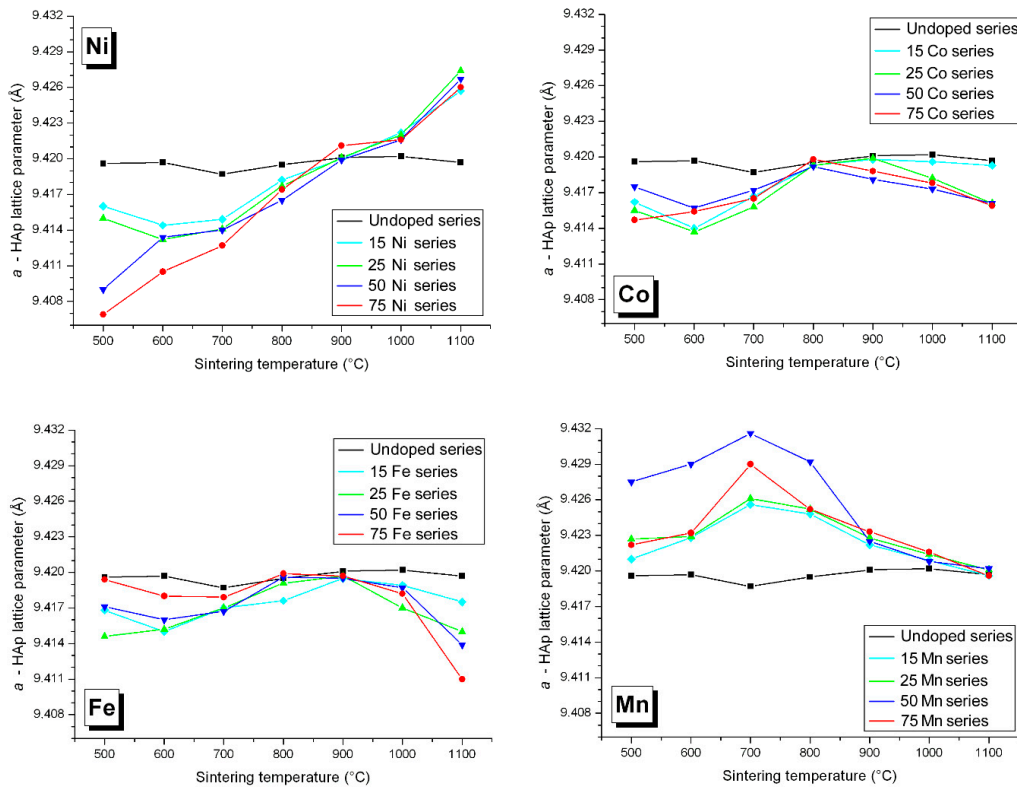 Ni
a - HAp lattice parameter (Å)
9.432
9.429
9.426
9.423
9.420
9.417
9.414
9.411
9.408
Undoped series
15 Ni series
25 Ni series
50 Ni series
75 Ni series
500 600 700 800 900 1000 1100
Sintering temperature (°C)
Co
a - HAp lattice parameter (Å)
9.432
9.429
9.426
9.423
9.420
9.417
9.414
9.411
9.408
Undoped series
15 Co series
25 Co series
50 Co series
75 Co series
500 600 700 800 900 1000 1100
Sintering temperature (°C)
Fe
a - HAp lattice parameter (Å)
9.432
9.429
9.426
9.423
9.420
9.417
9.414
9.411
9.408
Undoped series
15 Fe series
25 Fe series
50 Fe series
75 Fe series
500 600 700 800 900 1000 1100
Sintering temperature (°C)
Mn
a - HAp lattice parameter (Å)
9.432
9.429
9.426
9.423
9.420
9.417
9.414
9.411
9.408
Undoped series
15 Mn series
25 Mn series
50 Mn series
75 Mn series
500 600 700 800 900 1000 1100
Sintering temperature (°C)